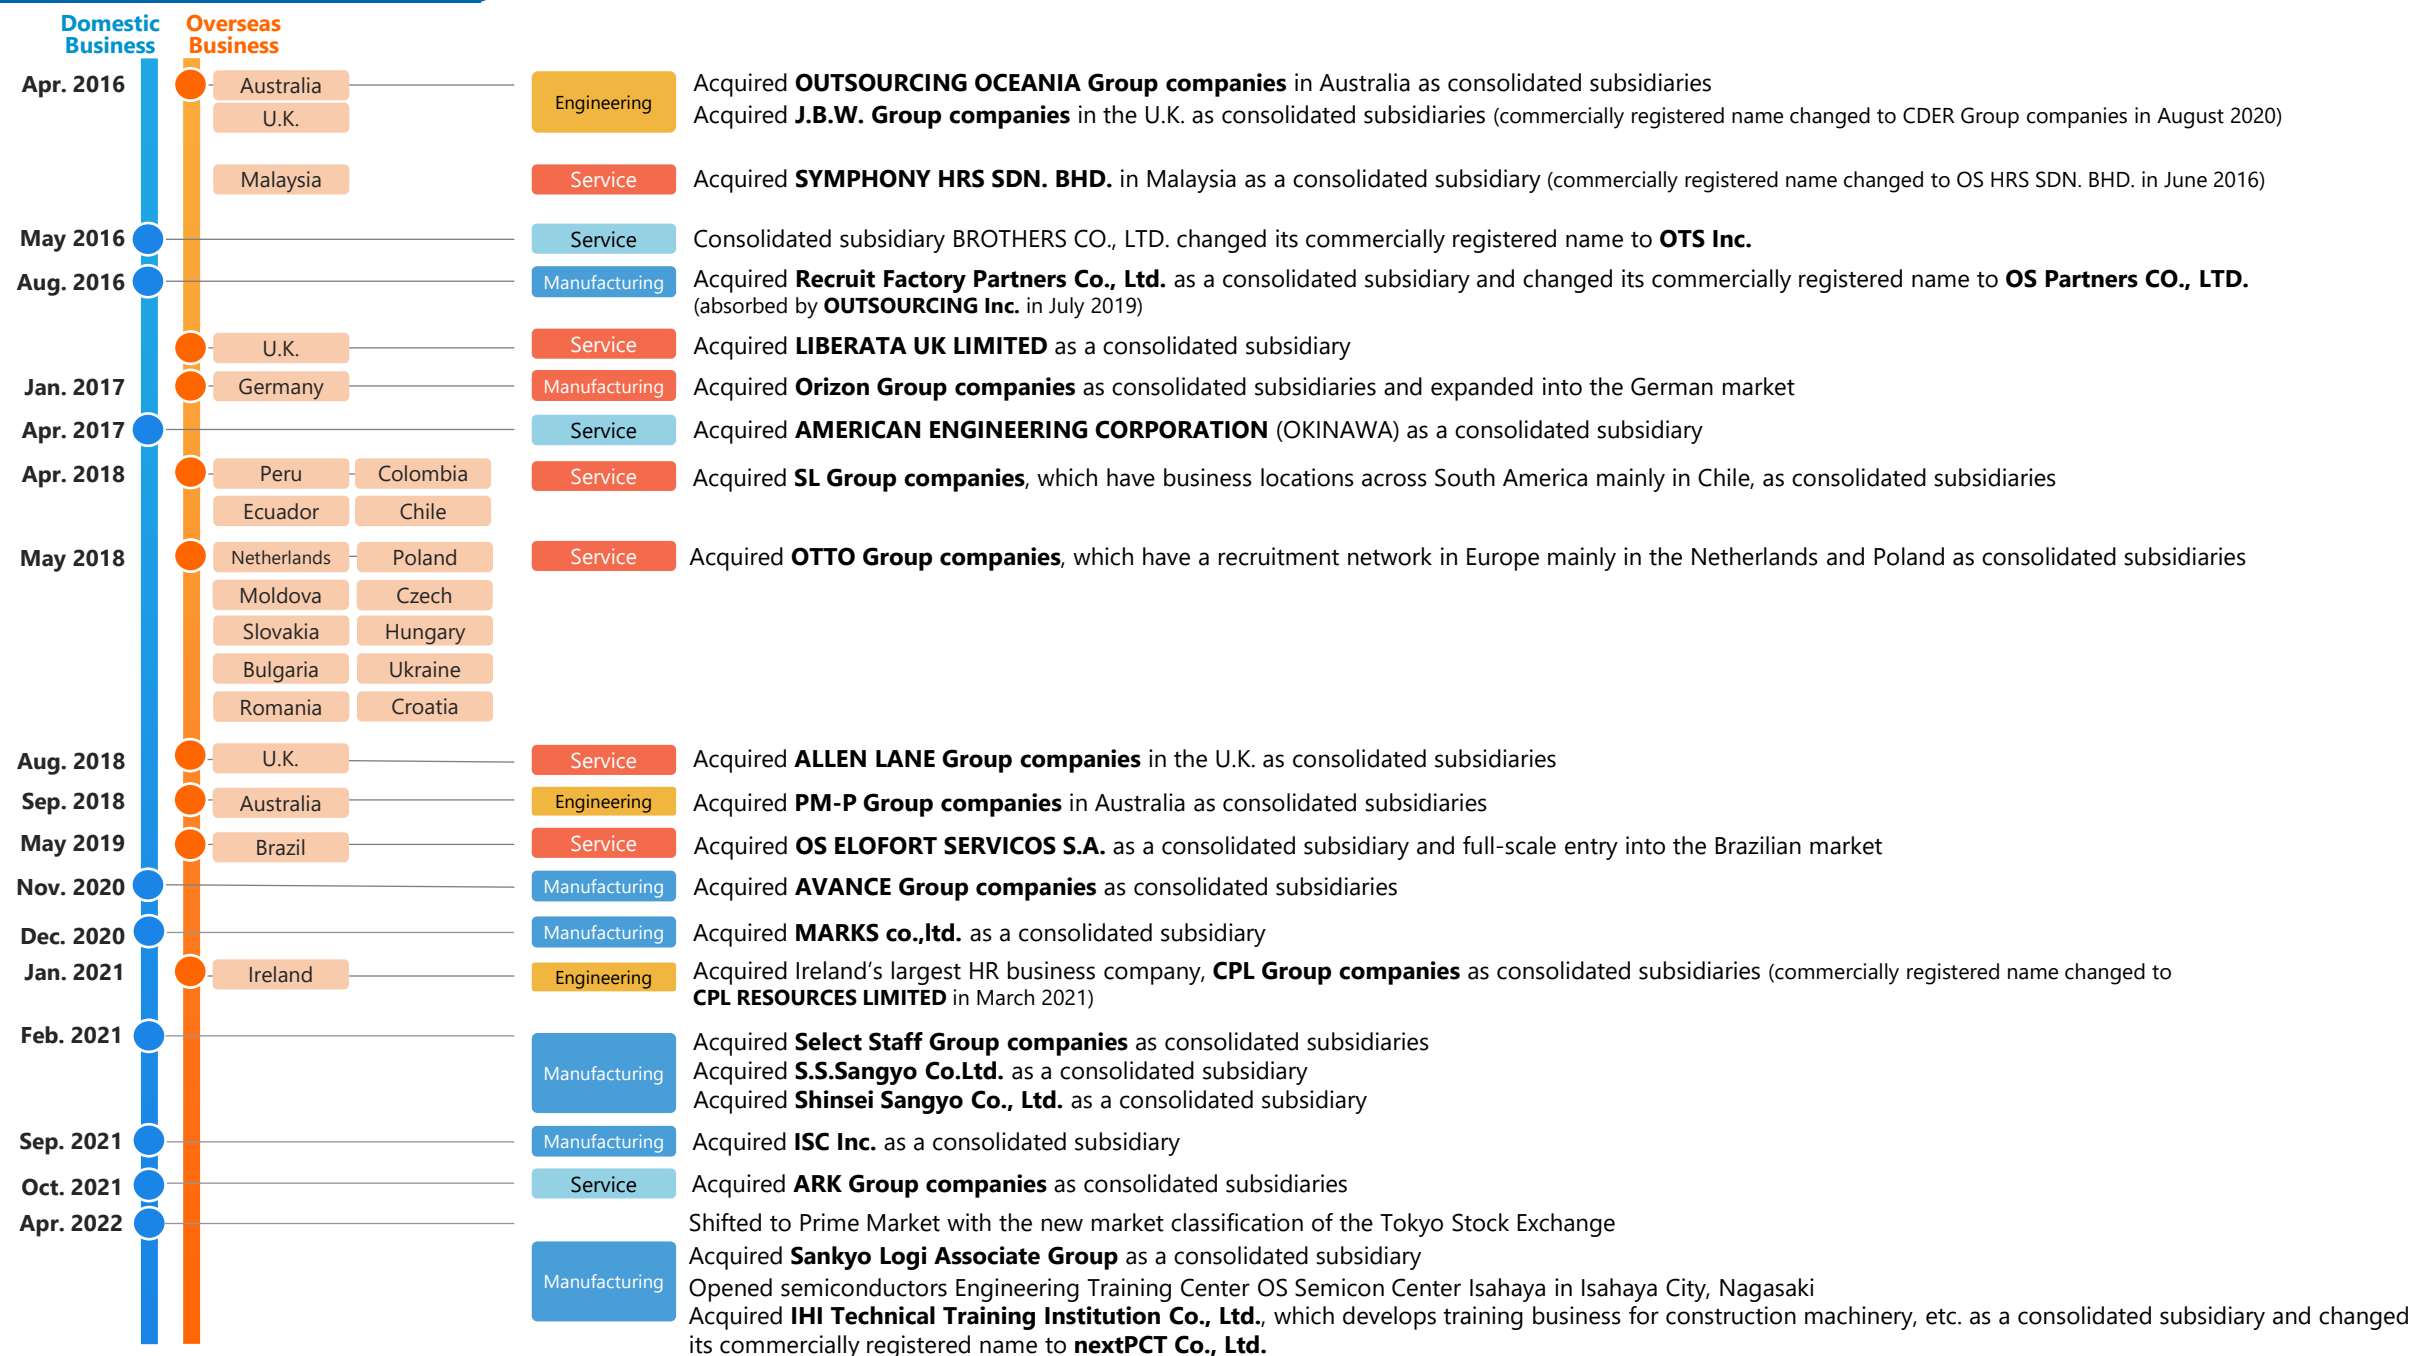 Domestic Business
Overseas Business
Apr. 2016
Australia
U.K.
Engineering
Acquired OUTSOURCING OCEANIA Group companies in Australia as consolidated subsidiaries
Acquired J.B.W. Group companies in the U.K. as consolidated subsidiaries (commercially registered name changed to CDER Group companies in August 2020)
Malaysia
Service
Acquired SYMPHONY HRS SDN. BHD. in Malaysia as a consolidated subsidiary (commercially registered name changed to OS HRS SDN. BHD. in June 2016)
May 2016
Service
Consolidated subsidiary BROTHERS CO., LTD. changed its commercially registered name to OTS Inc.
Aug. 2016
Manufacturing
Acquired Recruit Factory Partners Co., Ltd. as a consolidated subsidiary and changed its commercially registered name to OS Partners CO., LTD.
(absorbed by OUTSOURCING Inc. in July 2019)
U.K.
Service
Acquired LIBERATA UK LIMITED as a consolidated subsidiary
Jan. 2017
Germany
Manufacturing
Acquired Orizon Group companies as consolidated subsidiaries and expanded into the German market
Apr. 2017
Service
Acquired AMERICAN ENGINEERING CORPORATION (OKINAWA) as a consolidated subsidiary
Apr. 2018
Peru
Colombia
Service
Acquired SL Group companies, which have business locations across South America mainly in Chile, as consolidated subsidiaries
Ecuador
Chile
May 2018
Netherlands
Poland
Service
Acquired OTTO Group companies, which have a recruitment network in Europe mainly in the Netherlands and Poland as consolidated subsidiaries
Moldova
Czech
Slovakia
Hungary
Bulgaria
Ukraine
Romania
Croatia
Aug. 2018
U.K.
Service
Acquired ALLEN LANE Group companies in the U.K. as consolidated subsidiaries
Sep. 2018
Australia
Engineering
Acquired PM-P Group companies in Australia as consolidated subsidiaries
May 2019
Brazil
Service
Acquired OS ELOFORT SERVICOS S.A. as a consolidated subsidiary and full-scale entry into the Brazilian market
Nov. 2020
Manufacturing
Acquired AVANCE Group companies as consolidated subsidiaries
Dec. 2020
Manufacturing
Acquired MARKS co.,ltd. as a consolidated subsidiary
Jan. 2021
Ireland
Engineering
Acquired Ireland's largest HR business company, CPL Group companies as consolidated subsidiaries (commercially registered name changed to
CPL RESOURCES LIMITED in March 2021)
Feb. 2021
Manufacturing
Acquired Select Staff Group companies as consolidated subsidiaries
Acquired S.S.Sangyo Co.Ltd. as a consolidated subsidiary
Acquired Shinsei Sangyo Co., Ltd. as a consolidated subsidiary
Sep. 2021
Manufacturing
Acquired ISC Inc. as a consolidated subsidiary
Oct. 2021
Service
Acquired ARK Group companies as consolidated subsidiaries
Apr. 2022
Shifted to Prime Market with the new market classification of the Tokyo Stock Exchange
Manufacturing
Acquired Sankyo Logi Associate Group as a consolidated subsidiary
Opened semiconductors Engineering Training Center OS Semicon Center Isahaya in Isahaya City, Nagasaki
Acquired IHI Technical Training Institution Co., Ltd., which develops training business for construction machinery, etc. as a consolidated subsidiary and changed
its commercially registered name to nextPCT Co., Ltd.